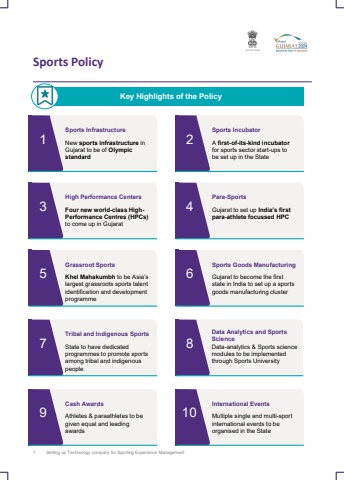 GUJARAT
Sports Policy
Key Highlights of the Policy
1
Sports Infrastructure
New sports infrastructure in
Gujarat to be of Olympic
standard
2
Sports Incubator
A first-of-its-kind incubator
for sports sector start-ups to
be set up in the State
3
High Performance Centers
Four new world-class High-
Performance Centres (HPCs)
to come up in Gujarat
4
Para-Sports
Gujarat to set up India's first
para-athlete focussed HPC
5
Grassroot Sports
Khel Mahakumbh to be Asia's
largest grassroots sports talent
identification and development
programme
6
Sports Goods Manufacturing
Gujarat to become the first
state in India to set up a sports
goods manufacturing cluster
7
Tribal and Indigenous Sports
State to have dedicated
programmes to promote sports
among tribal and indigenous
people
8
Data Analytics and Sports
Science
Data-analytics & Sports science
modules to be implemented
through Sports University
9
Cash Awards
Athletes & paraathletes to be
given equal and leading
awards
10
International Events
Multiple single and multi-sport
international events to be
organised in the State
Setting up Technology company for Sporting Experience Management